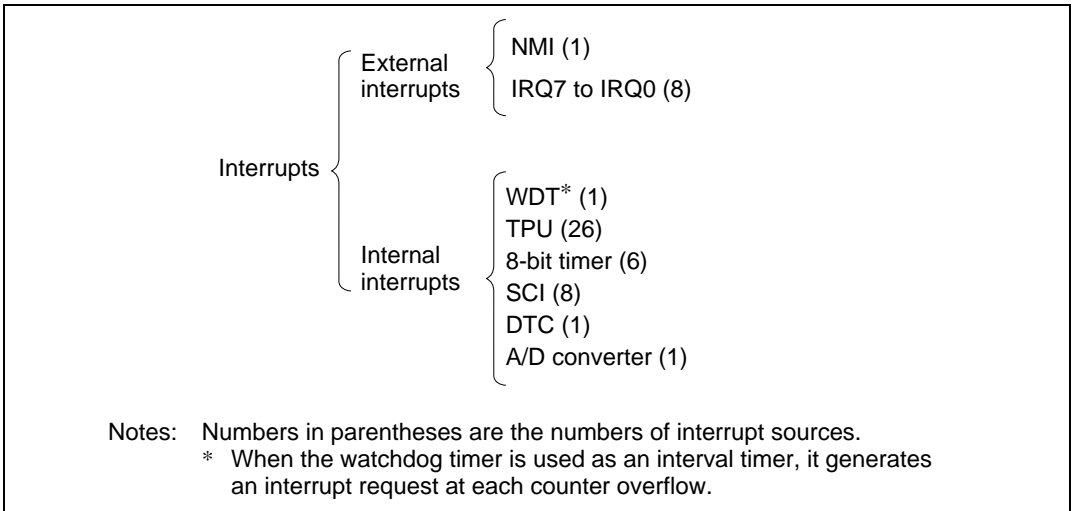 NMI (1)
External
interrupts
IRQ7 to IRQ0 (8)
Interrupts
WDT* (1)
TPU (26)
8-bit timer (6)
Internal
interrupts
SCI (8)
DTC (1)
A/D converter (1)
Notes: Numbers in parentheses are the numbers of interrupt sources.
* When the watchdog timer is used as an interval timer, it generates
an interrupt request at each counter overflow.